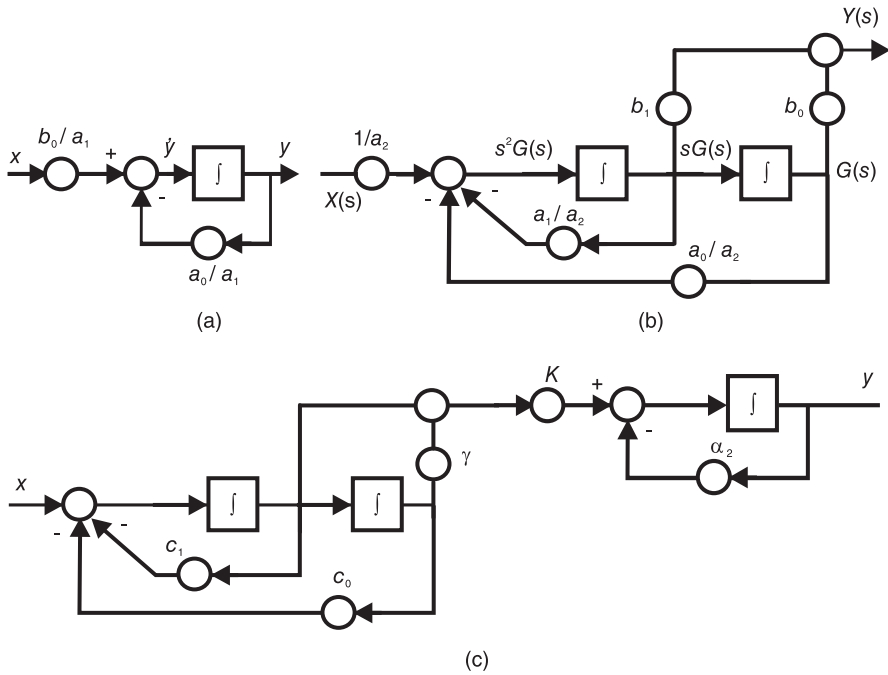 Y(s)
b₁
b₀
b₀ / a₁
x
+
ẏ
∫
y
-
a₀ / a₁
(a)
1/a₂
X(s)
s²G(s)
∫
sG(s)
∫
G(s)
-
-
a₁ / a₂
a₀ / a₂
(b)
K
+
∫
y
-
α₂
γ
x
∫
∫
-
-
c₁
c₀
(c)